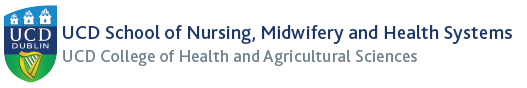 UCD
DUBLIN
UCD School of Nursing, Midwifery and Health Systems
UCD College of Health and Agricultural Sciences